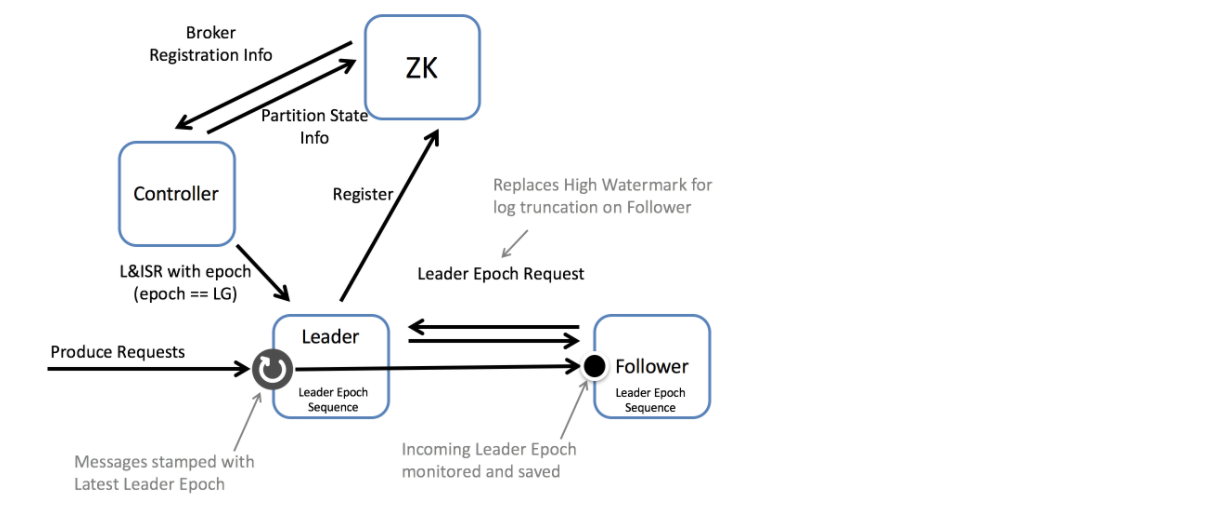 Broker
Registration Info
ZK
Partition State
Info
Controller
Register
Replaces High Watermark for
log truncation on Follower
L&ISR with epoch
(epoch == LG)
Leader Epoch Request
Leader
Produce Requests
Follower
Leader Epoch
Sequence
Leader Epoch
Sequence
Messages stamped with
Latest Leader Epoch
Incoming Leader Epoch
monitored and saved